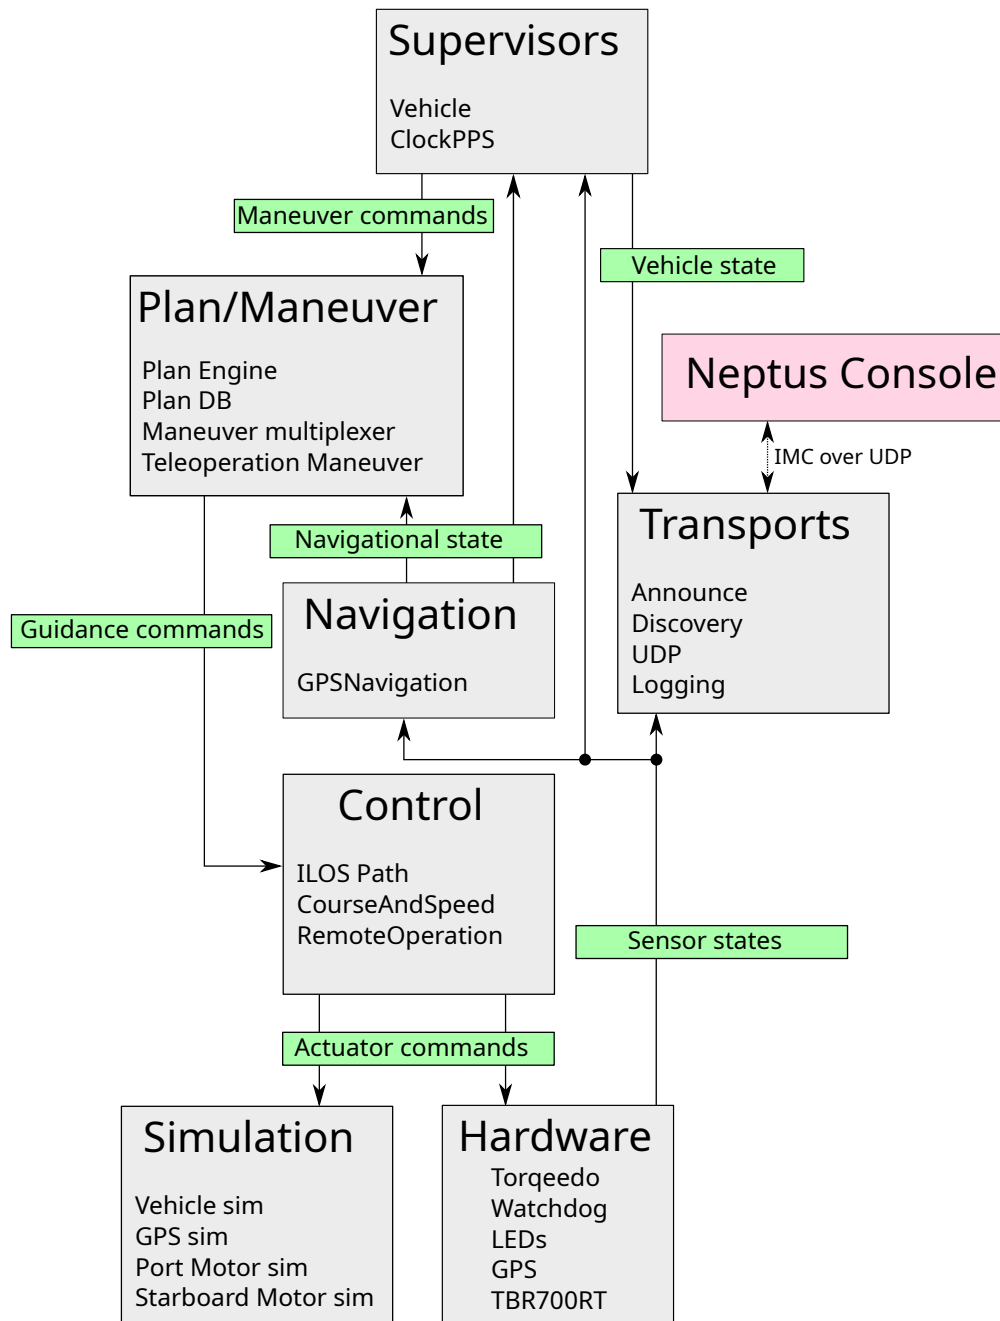 Supervisors
Vehicle
ClockPPS
Maneuver commands
Vehicle state
Plan/Maneuver
Plan Engine
Plan DB
Maneuver multiplexer
Teleoperation Maneuver
Neptus Console
IMC over UDP
Transports
Announce
Discovery
UDP
Logging
Navigational state
Navigation
GPSNavigation
Guidance commands
Control
ILOS Path
CourseAndSpeed
RemoteOperation
Sensor states
Actuator commands
Simulation
Vehicle sim
GPS sim
Port Motor sim
Starboard Motor sim
Hardware
Torqeedo
Watchdog
LEDs
GPS
TBR700RT